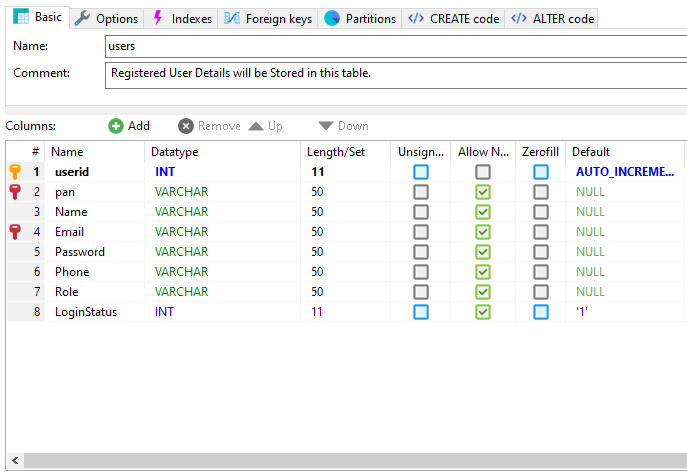 Basic Options Indexes Foreign keys Partitions CREATE code ALTER code
Name: users
Comment: Registered User Details will be Stored in this table.
Columns: Add Remove Up Down
# Name Datatype Length/Set Unsign... Allow N... Zerofill Default
1 userid INT 11 AUTO_INCREME...
2 pan VARCHAR 50 NULL
3 Name VARCHAR 50 NULL
4 Email VARCHAR 50 NULL
5 Password VARCHAR 50 NULL
6 Phone VARCHAR 50 NULL
7 Role VARCHAR 50 NULL
8 LoginStatus INT 11 '1'